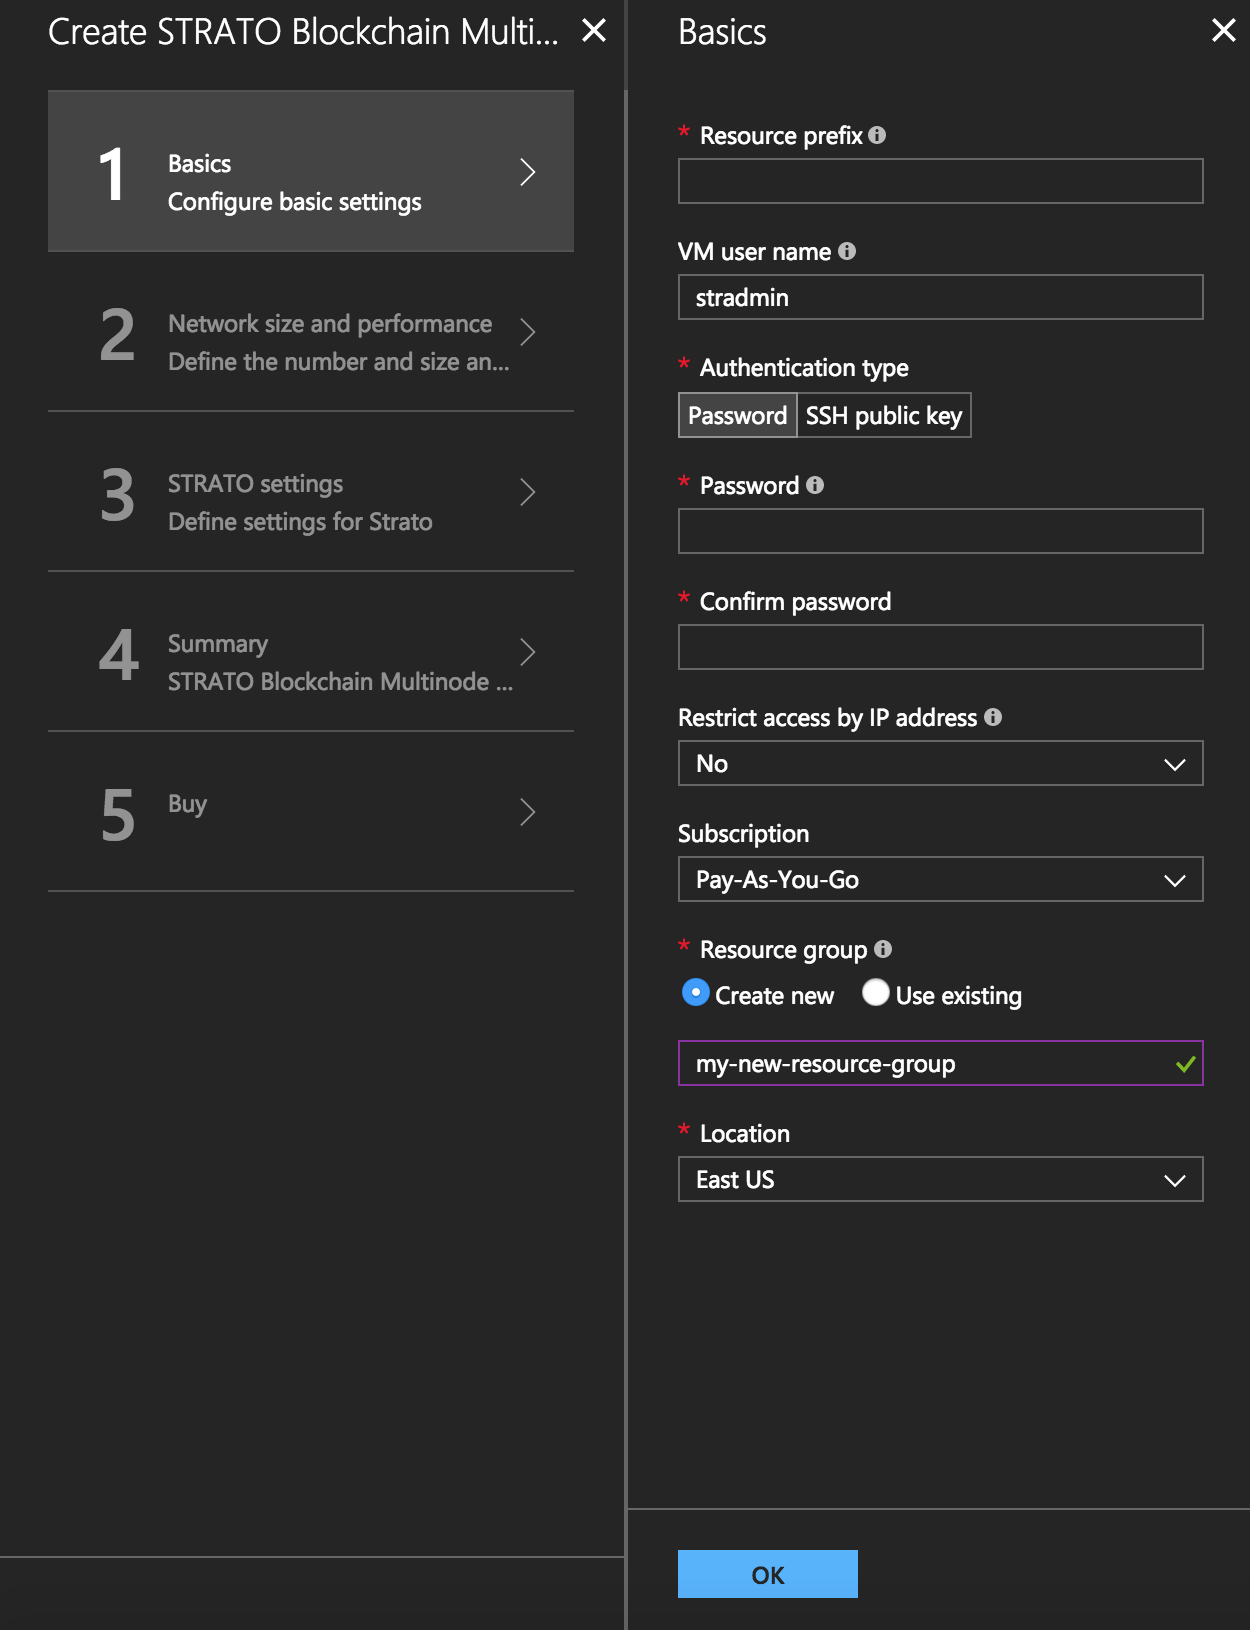 Create STRATO Blockchain Multi...
1
Basics
Configure basic settings
2
Network size and performance
Define the number and size an...
3
STRATO settings
Define settings for Strato
4
Summary
STRATO Blockchain Multinode ...
5
Buy
Basics
* Resource prefix
VM user name
stradmin
* Authentication type
Password SSH public key
* Password
* Confirm password
Restrict access by IP address
No
Subscription
Pay-As-You-Go
* Resource group
Create new Use existing
my-new-resource-group
* Location
East US
OK